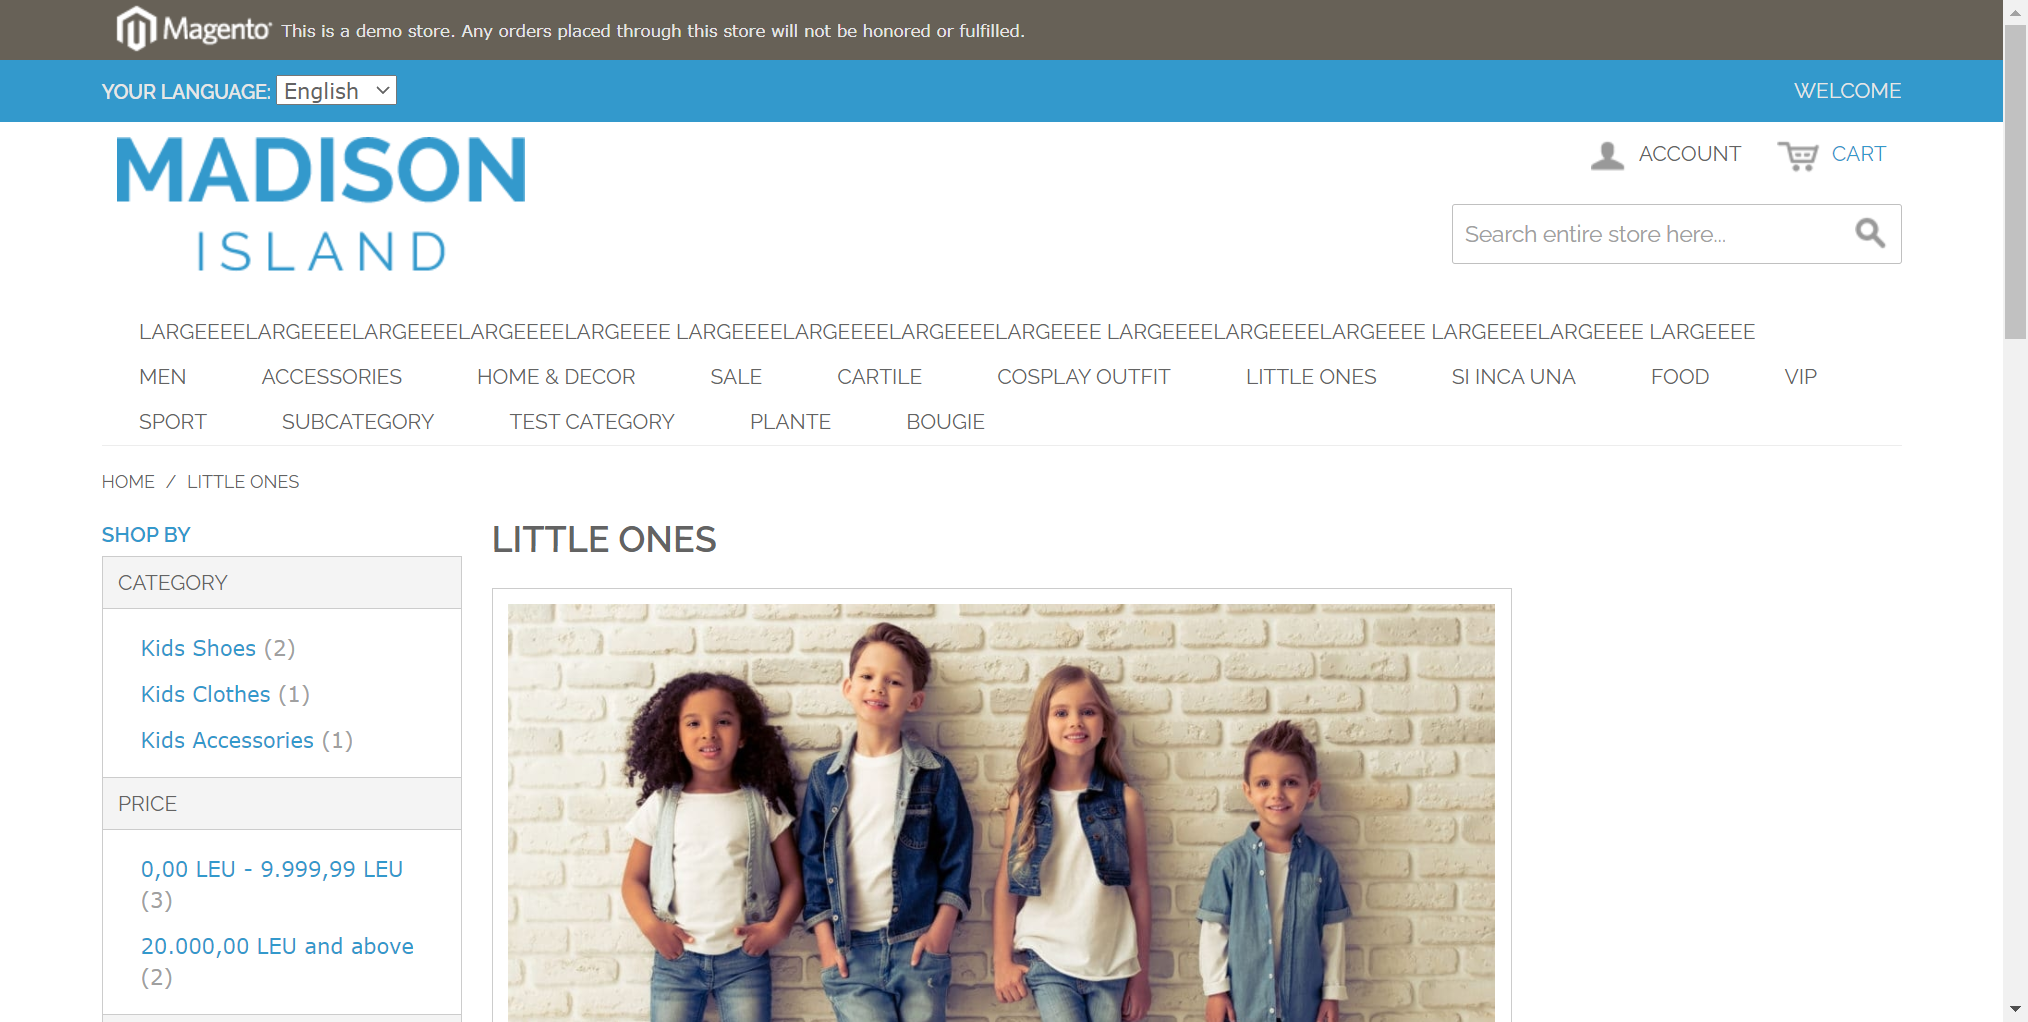 Magento This is a demo store. Any orders placed through this store will not be honored or fulfilled.
YOUR LANGUAGE: English WELCOME
MADISON
ISLAND
ACCOUNT CART
Search entire store here...
LARGEEEELARGEEEELARGEEEELARGEEEELARGEEEE LARGEEEELARGEEEELARGEEEELARGEEEE LARGEEEELARGEEEELARGEEEE LARGEEEELARGEEEE LARGEEEE
MEN ACCESSORIES HOME & DECOR SALE CARTILE COSPLAY OUTFIT LITTLE ONES SI INCA UNA FOOD VIP
SPORT SUBCATEGORY TEST CATEGORY PLANTE BOUGIE
HOME / LITTLE ONES
SHOP BY
CATEGORY
Kids Shoes (2)
Kids Clothes (1)
Kids Accessories (1)
PRICE
0,00 LEU - 9.999,99 LEU
(3)
20.000,00 LEU and above
(2)
LITTLE ONES